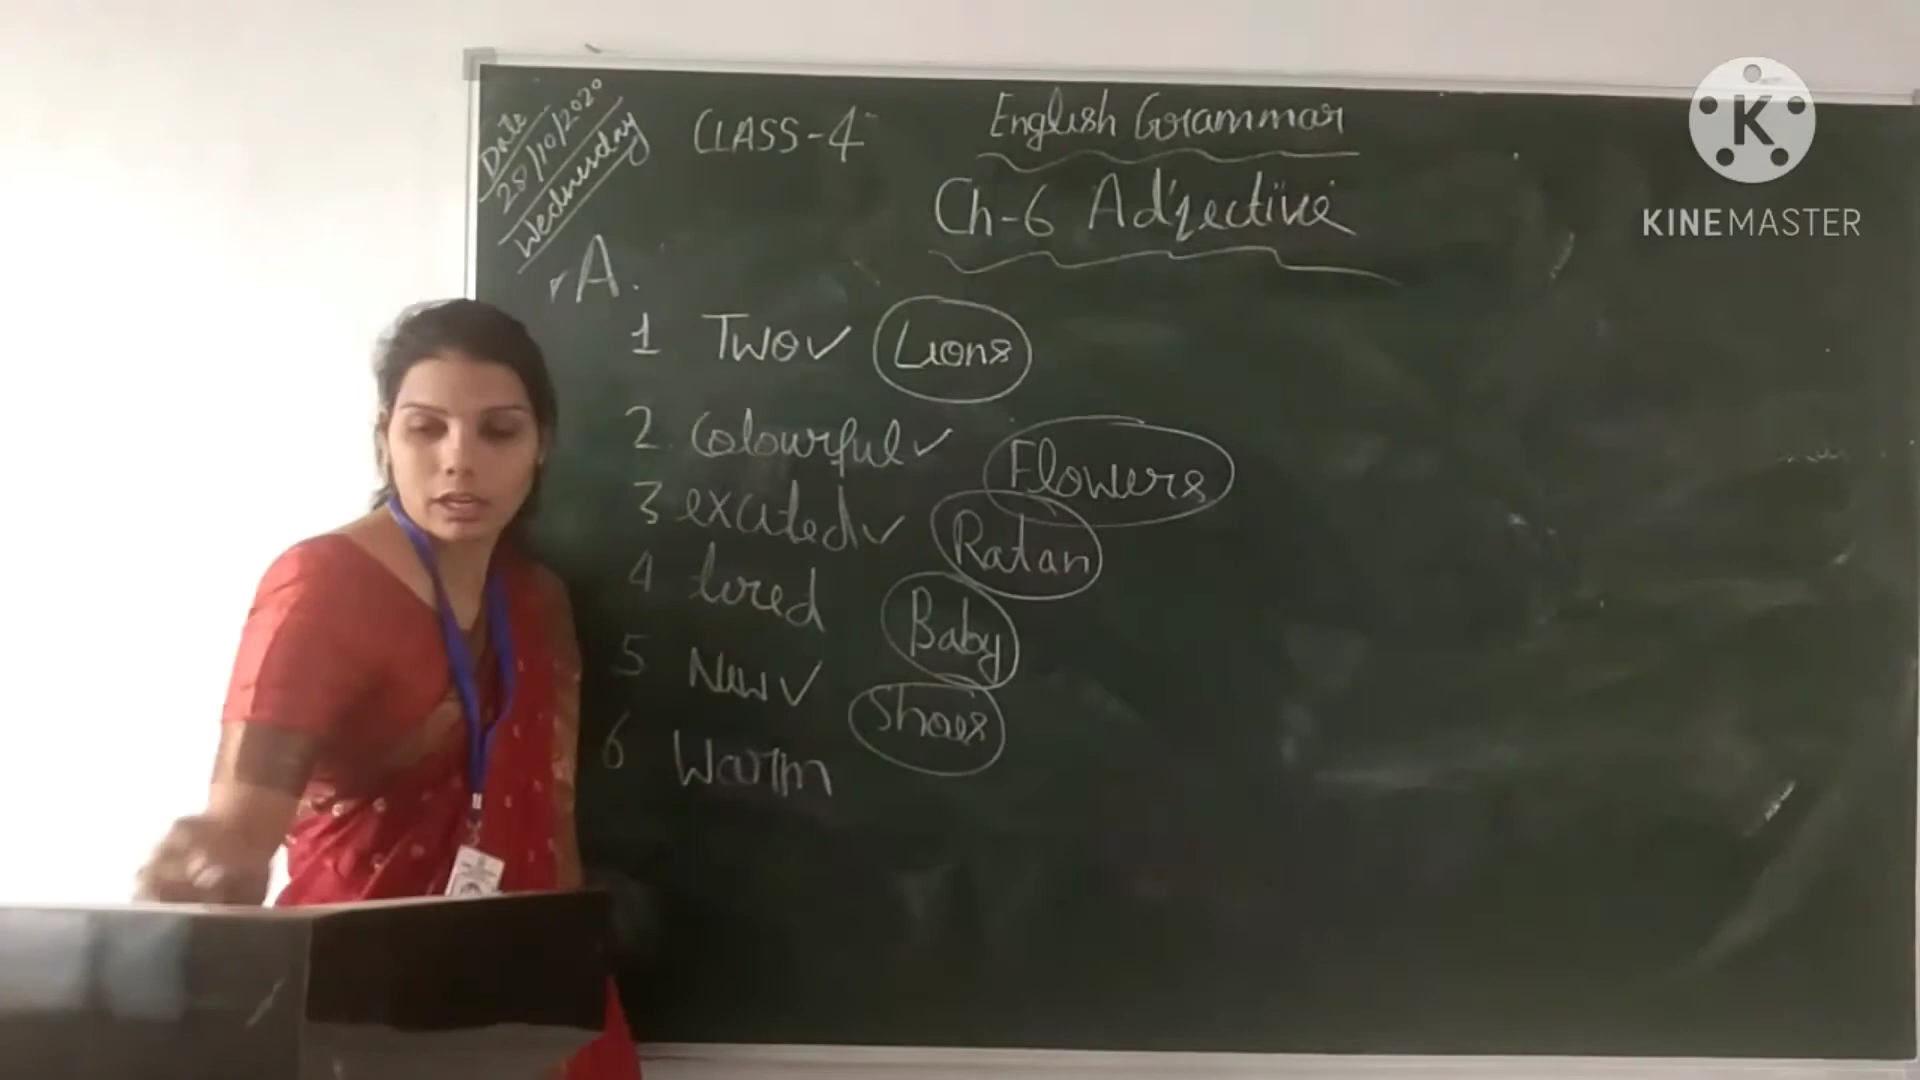 Date
28/10/2020
Wednesday
CLASS-4
English Grammar
Ch-6 Adjective
A.
1 Two✓ Lions
2. Colourful✓ Flowers
3 excited✓ Ratan
4 tired Baby
5 New✓ Shoes
6 Warm
K
KINEMASTER